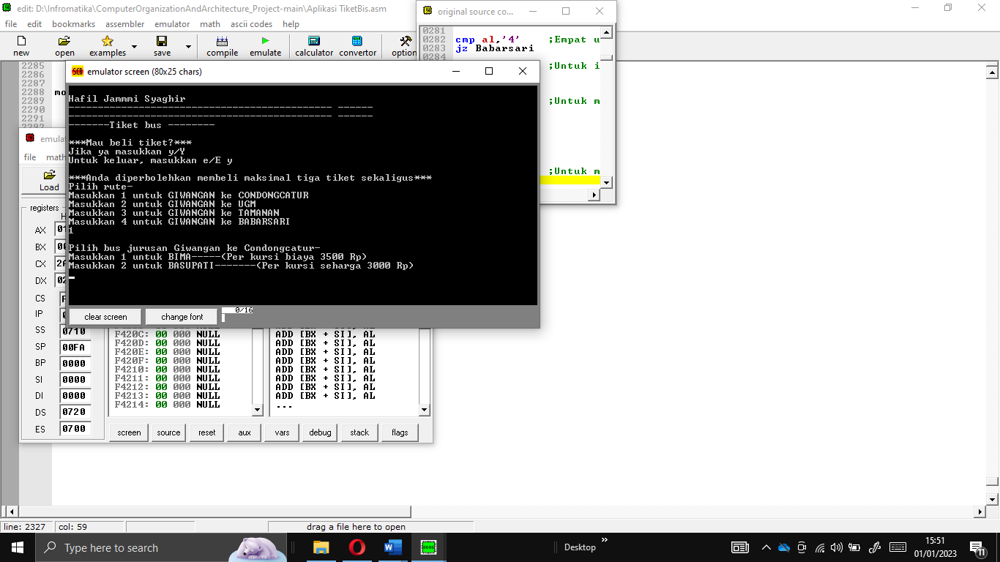 edit: D:\Infromatika\ComputerOrganizationAndArchitecture_Project-main\Aplikasi TiketBis.asm
file edit bookmarks assembler emulator math ascii codes help
new open examples save compile emulate calculator convertor option
original source co...
0281
0282 cmp al,'4' ;Empat u
0283 jz Babarsari
0284
;Untuk i
;Untuk m
;Untuk m
2285
2286
2287
2288 mo
2289
2290
2291
emulat
file math
Load
registers
H
AX 01
BX 00
CX 2A
DX 02
CS F
IP 0
SS 0710
SP 00FA
BP 0000
SI 0000
DI 0000
DS 0720
ES 0700
emulator screen (80x25 chars)
Hafil Jammmi Syaghir
--------------------------------------------- ------
--------------------------------------------- ------
-------Tiket bus --------
***Mau beli tiket?***
Jika ya masukkan y/Y
Untuk keluar, masukkan e/E y
***Anda diperbolehkan membeli maksimal tiga tiket sekaligus***
Pilih rute-
Masukkan 1 untuk GIWANGAN ke CONDONGCATUR
Masukkan 2 untuk GIWANGAN ke UGM
Masukkan 3 untuk GIWANGAN ke TAMANAN
Masukkan 4 untuk GIWANGAN ke BABARSARI
1
Pilih bus jurusan Giwangan ke Condongcatur-
Masukkan 1 untuk BIMA-----(Per kursi biaya 3500 Rp)
Masukkan 2 untuk BASUPATI-------(Per kursi seharga 3000 Rp)
clear screen change font 0/16
F420C: 00 000 NULL ADD [BX + SI], AL
F420D: 00 000 NULL ADD [BX + SI], AL
F420E: 00 000 NULL ADD [BX + SI], AL
F420F: 00 000 NULL ADD [BX + SI], AL
F4210: 00 000 NULL ADD [BX + SI], AL
F4211: 00 000 NULL ADD [BX + SI], AL
F4212: 00 000 NULL ADD [BX + SI], AL
F4213: 00 000 NULL ADD [BX + SI], AL
F4214: 00 000 NULL ...
screen source reset aux vars debug stack flags
line: 2327 col: 59 drag a file here to open
Type here to search
Desktop
15:51
01/01/2023
11